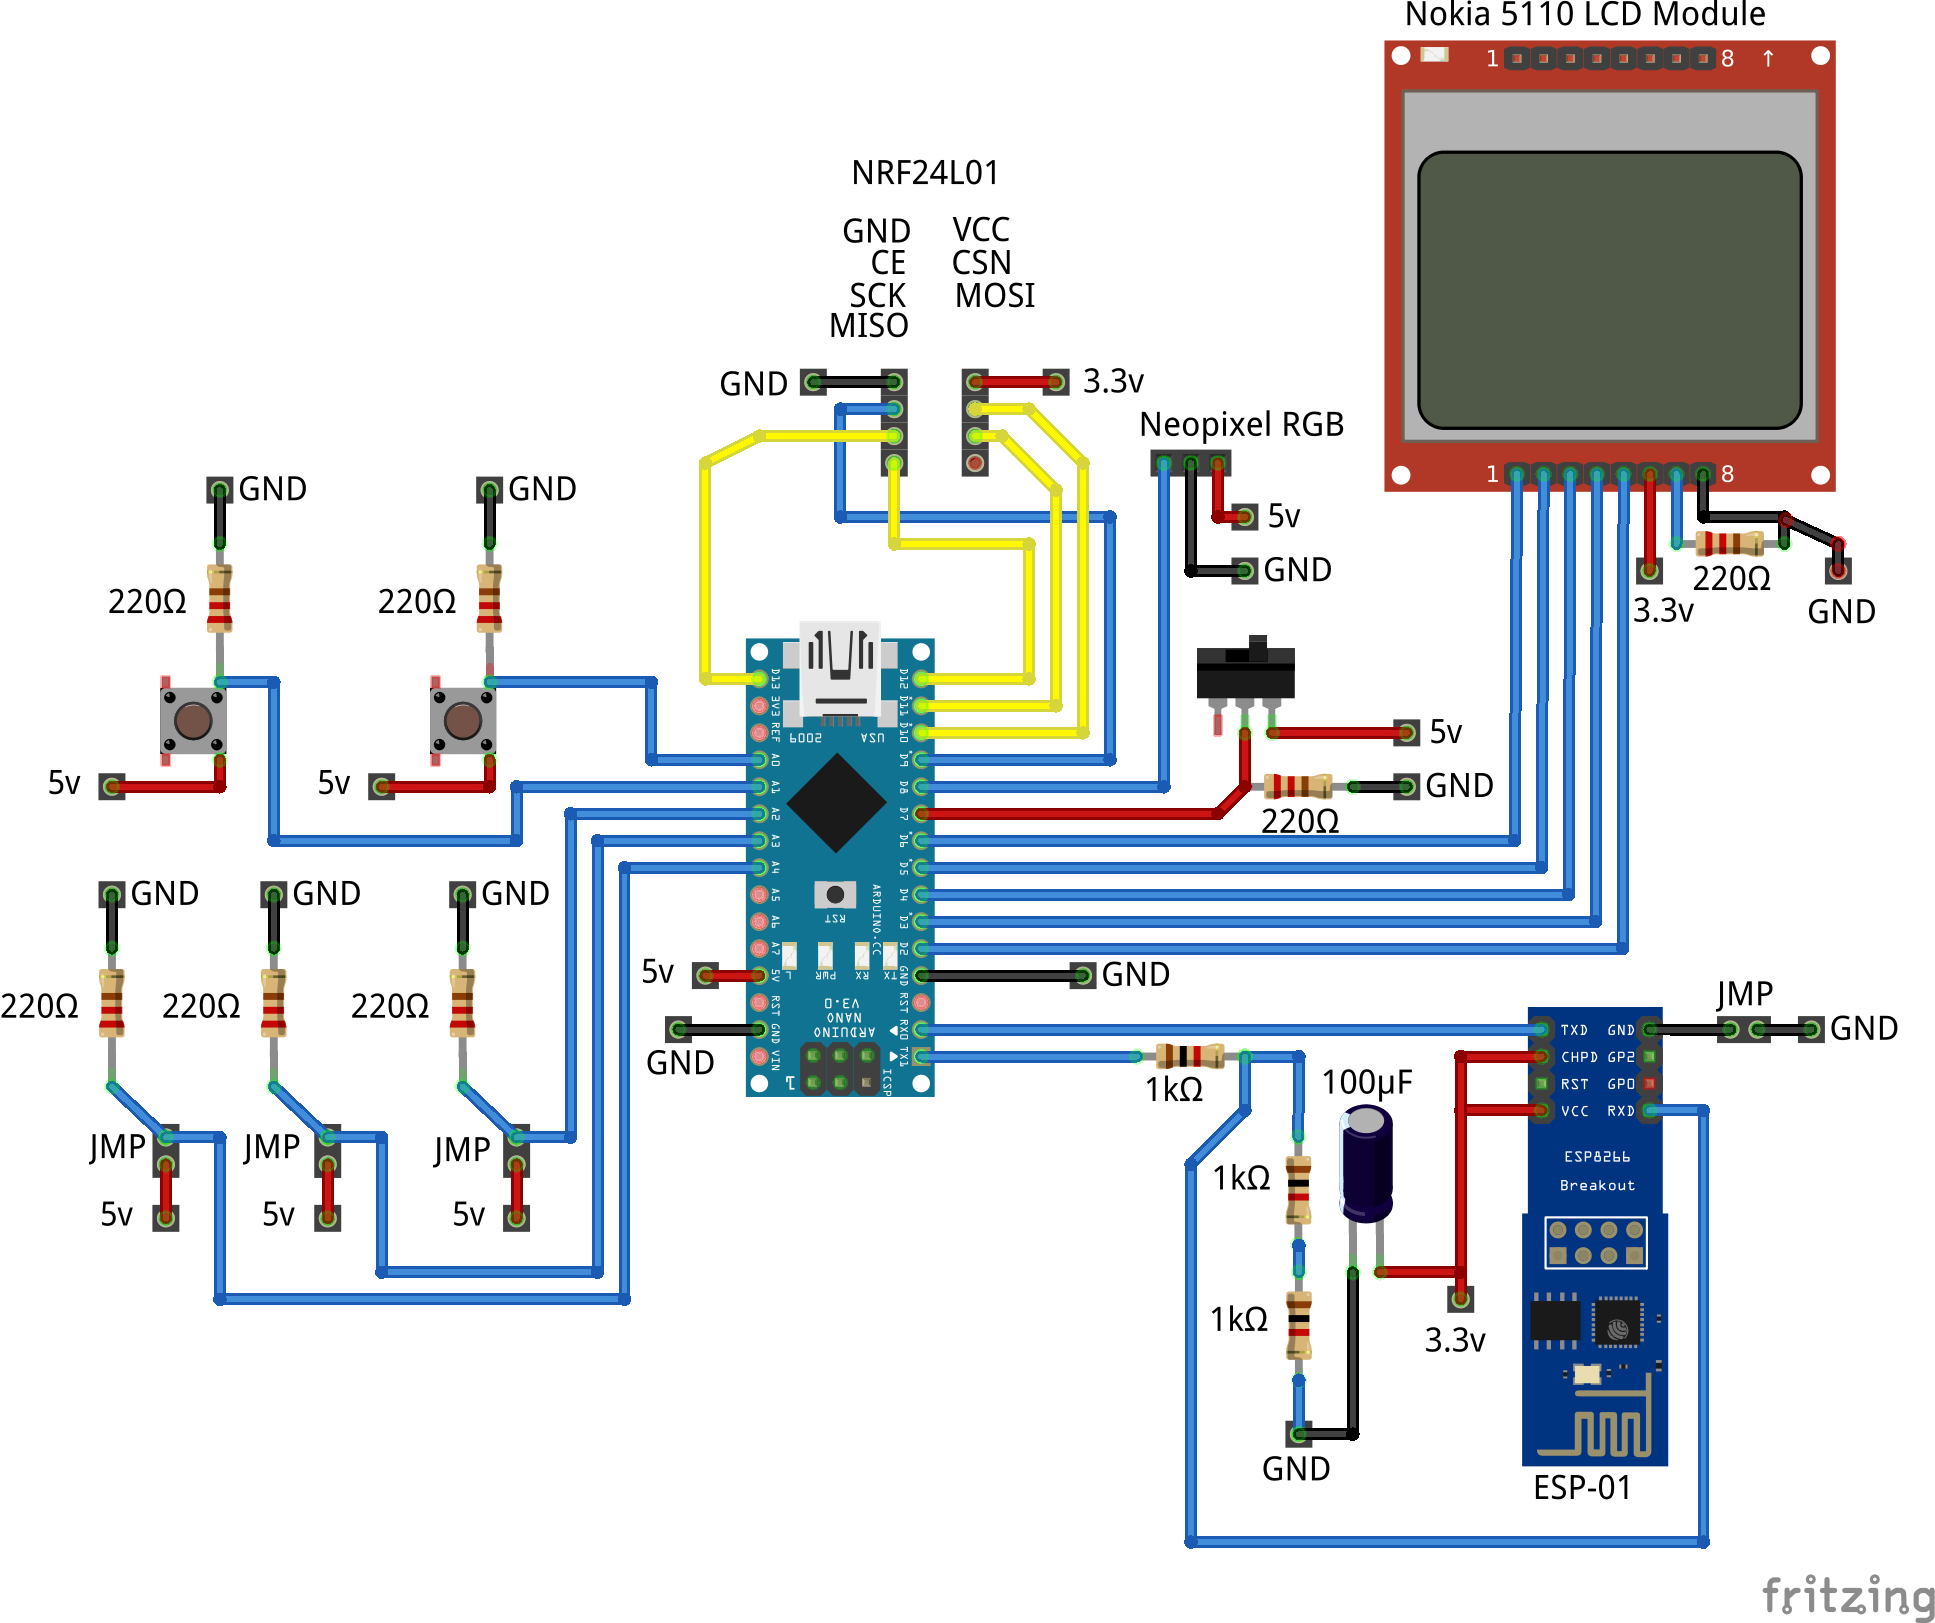 Nokia 5110 LCD Module
1 8 ↑
NRF24L01
GND VCC
CE CSN
SCK MOSI
MISO
GND 3.3v
Neopixel RGB
1 8
GND GND
5v
GND
220Ω 220Ω
220Ω
3.3v
GND
D13 D12
3V3 D11
REF D10
A0 D9
A1 D8
A2 D7
A3 D6
A4 D5
A5 D4
A6 D3
A7 D2
5V GND
RST RST
GND RX0
VIN TX1
P005 USA
RST
ARDUINO.CC
L PWR RX TX
ARDUINO
NANO
V3.0
1 ICSP
5v
5v 5v
GND
220Ω
GND GND GND
5v GND
220Ω 220Ω 220Ω
GND
JMP
GND
TXD GND
CHPD GP2
RST GPO
VCC RXD
ESP8266
Breakout
1kΩ
100µF
JMP JMP JMP
1kΩ
5v 5v 5v
1kΩ
3.3v
GND
ESP-01
fritzing